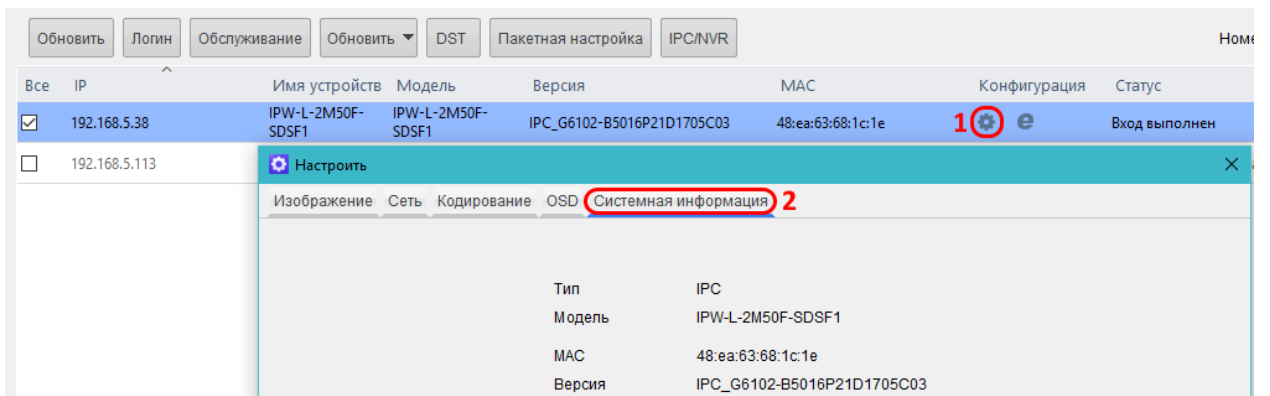 Обновить Логин Обслуживание Обновить DST Пакетная настройка IPC/NVR Номе
Все IP Имя устройств Модель Версия MAC Конфигурация Статус
192.168.5.38 IPW-L-2M50F-SDSF1 IPW-L-2M50F-SDSF1 IPC_G6102-B5016P21D1705C03 48:ea:63:68:1c:1e 1 e Вход выполнен
192.168.5.113
Настроить
Изображение Сеть Кодирование OSD Системная информация 2
Тип IPC
Модель IPW-L-2M50F-SDSF1
MAC 48:ea:63:68:1c:1e
Версия IPC_G6102-B5016P21D1705C03